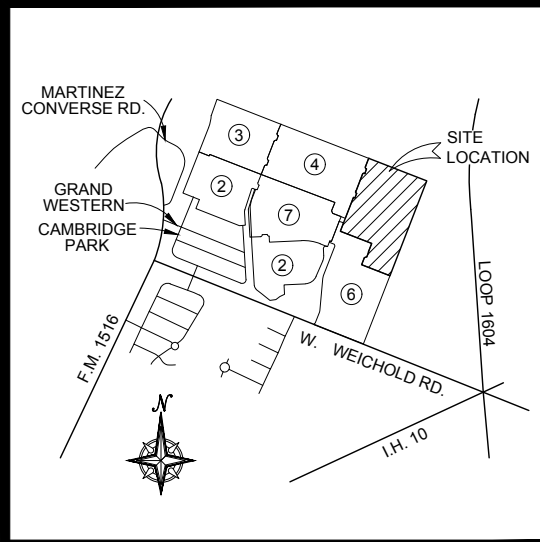 MARTINEZ
CONVERSE RD.
3
4
SITE
LOCATION
2
7
GRAND
WESTERN
CAMBRIDGE
PARK
2
6
LOOP 1604
F.M. 1516
W. WEICHOLD RD.
N
I.H. 10